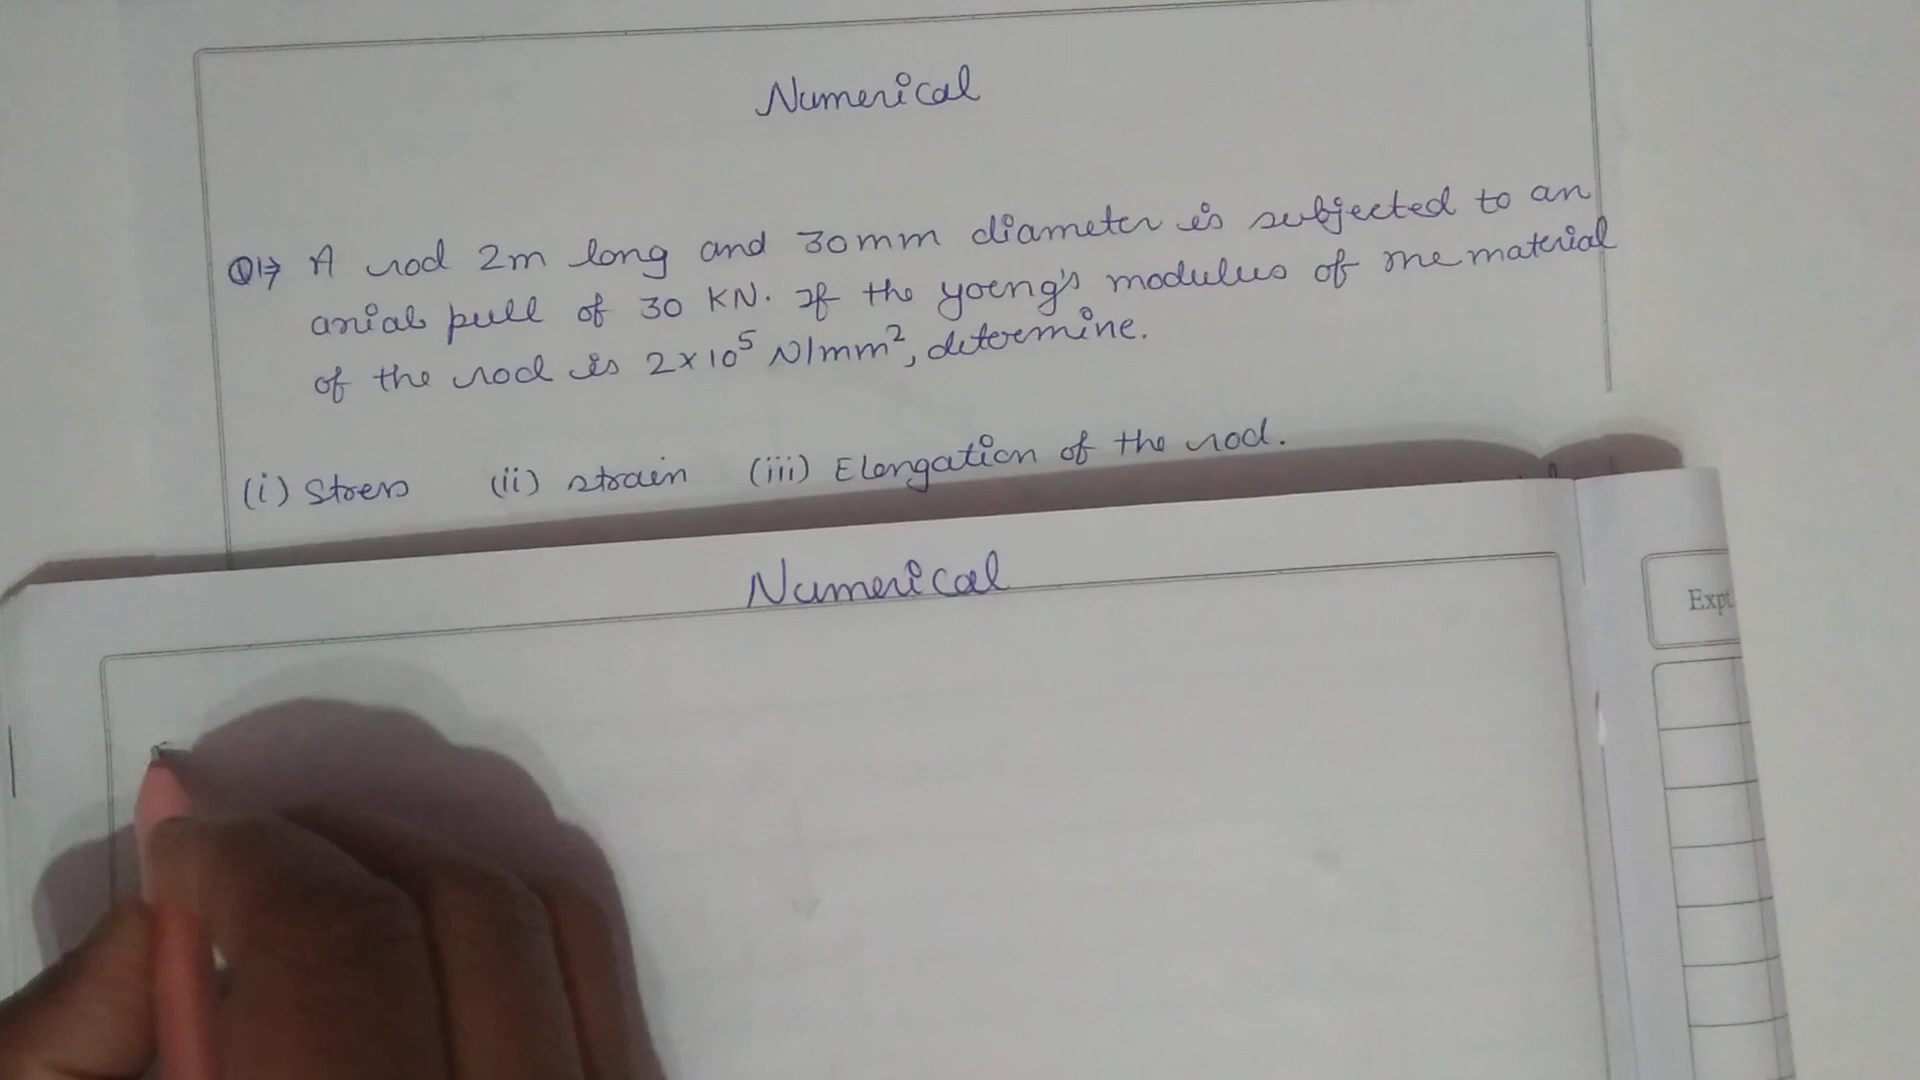 Numerical
Q1⇒ A rod 2m long and 30mm diameter is subjected to an
axial pull of 30 KN. If the young's modulus of the material
of the rod is 2×10⁵ N/mm², determine.
(i) Stress (ii) strain (iii) Elongation of the rod.
Numerical
Expt